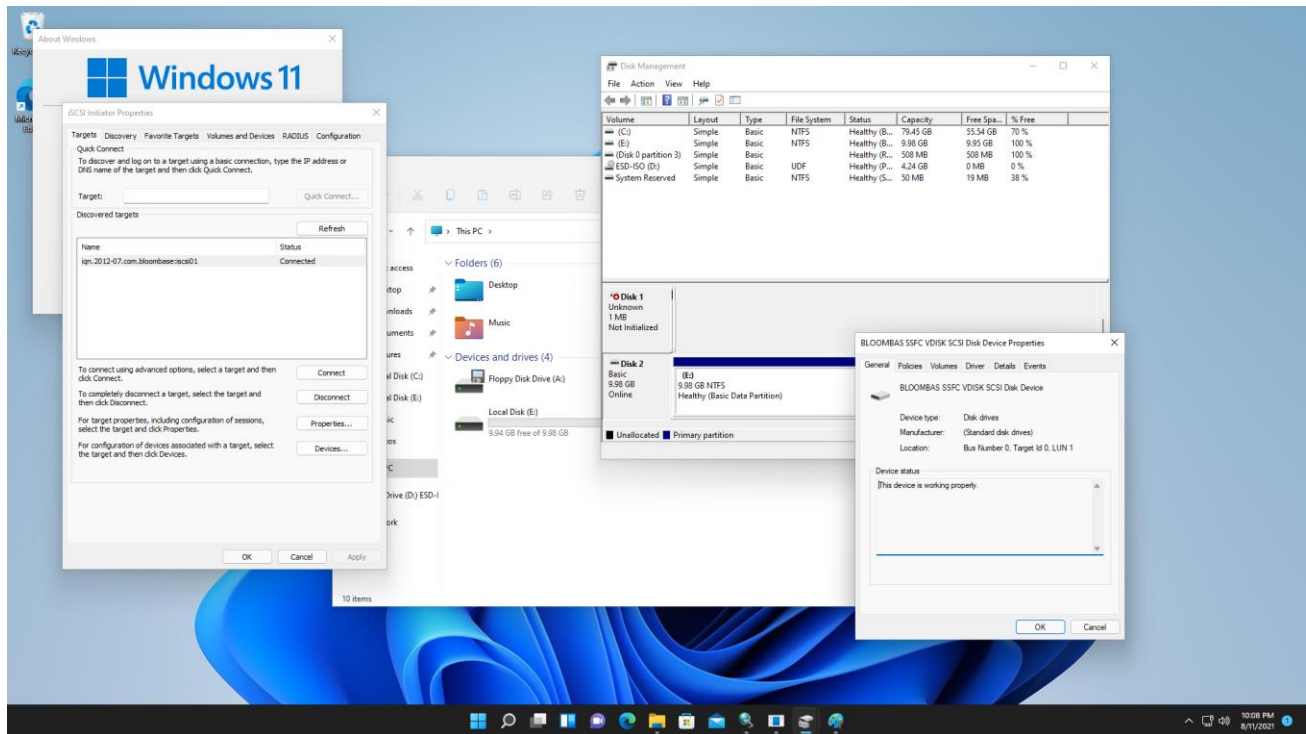 About Windows
Windows 11
iSCSI Initiator Properties
Targets Discovery Favorite Targets Volumes and Devices RADIUS Configuration
Quick Connect
To discover and log on to a target using a basic connection, type the IP address or
DNS name of the target and then click Quick Connect.
Target:
Quick Connect...
Discovered targets
Refresh
Name Status
iqn.2012-07.com.bloombase:iscsi01 Connected
To connect using advanced options, select a target and then
click Connect.
Connect
To completely disconnect a target, select the target and
then click Disconnect.
Disconnect
For target properties, including configuration of sessions,
select the target and click Properties.
Properties...
For configuration of devices associated with a target, select
the target and then click Devices.
Devices...
OK Cancel Apply
This PC
access
Folders (6)
Desktop
Music
Devices and drives (4)
Floppy Disk Drive (A:)
Local Disk (E:)
9.94 GB free of 9.98 GB
al Disk (C:)
al Disk (E:)
Drive (D:) ESD-I
10 items
Disk Management
File Action View Help
Volume Layout Type File System Status Capacity Free Spa... % Free
(C:) Simple Basic NTFS Healthy (B... 79.45 GB 55.54 GB 70 %
(E:) Simple Basic NTFS Healthy (B... 9.98 GB 9.95 GB 100 %
(Disk 0 partition 3) Simple Basic Healthy (R... 508 MB 508 MB 100 %
ESD-ISO (D:) Simple Basic UDF Healthy (P... 4.24 GB 0 MB 0 %
System Reserved Simple Basic NTFS Healthy (S... 50 MB 19 MB 38 %
Disk 1
Unknown
1 MB
Not Initialized
Disk 2
Basic
9.98 GB
Online
(E:)
9.98 GB NTFS
Healthy (Basic Data Partition)
Unallocated Primary partition
BLOOMBAS SSFC VDISK SCSI Disk Device Properties
General Policies Volumes Driver Details Events
BLOOMBAS SSFC VDISK SCSI Disk Device
Device type: Disk drives
Manufacturer: (Standard disk drives)
Location: Bus Number 0, Target Id 0, LUN 1
Device status
This device is working properly.
OK Cancel
10:08 PM
8/11/2021